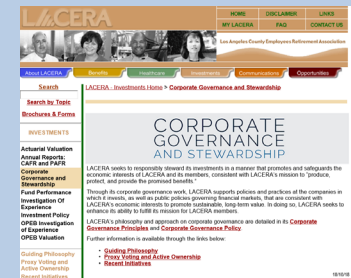 LACERA
HOME
DISCLAIMER
LINKS
MY LACERA
FAQ
CONTACT US
Los Angeles County Employees Retirement Association
About LACERA
Benefits
Healthcare
Investments
Communications
Opportunities
Search
Search by Topic
Brochures & Forms
INVESTMENTS
Actuarial Valuation
Annual Reports:
CAFR and PAFR
Corporate
Governance and
Stewardship
Fund Performance
Investigation Of
Experience
Investment Policy
OPEB Investigation
of Experience
OPEB Valuation
Guiding Philosophy
Proxy Voting and
Active Ownership
Recent Initiatives
LACERA - Investments Home > Corporate Governance and Stewardship
CORPORATE
GOVERNANCE
AND STEWARDSHIP
LACERA seeks to responsibly steward its investments in a manner that promotes and safeguards the
economic interests of LACERA and its members, consistent with LACERA's mission to "produce,
protect, and provide the promised benefits."
Through its corporate governance work, LACERA supports policies and practices at the companies in
which it invests, as well as public policies governing financial markets, that are consistent with
LACERA's economic interests to promote sustainable, long-term value. In doing so, LACERA seeks to
enhance its ability to fulfill its mission for LACERA members.
LACERA's philosophy and approach on corporate governance are detailed in its Corporate
Governance Principles and Corporate Governance Policy.
Further information is available through the links below:
• Guiding Philosophy
• Proxy Voting and Active Ownership
• Recent Initiatives